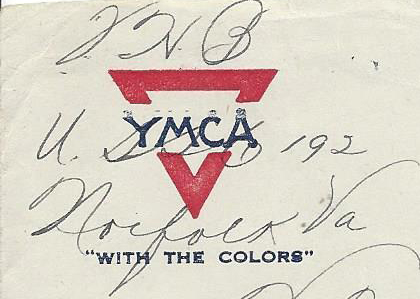 V N B
YMCA
U. S. 192
Norfolk Va
"WITH THE COLORS"